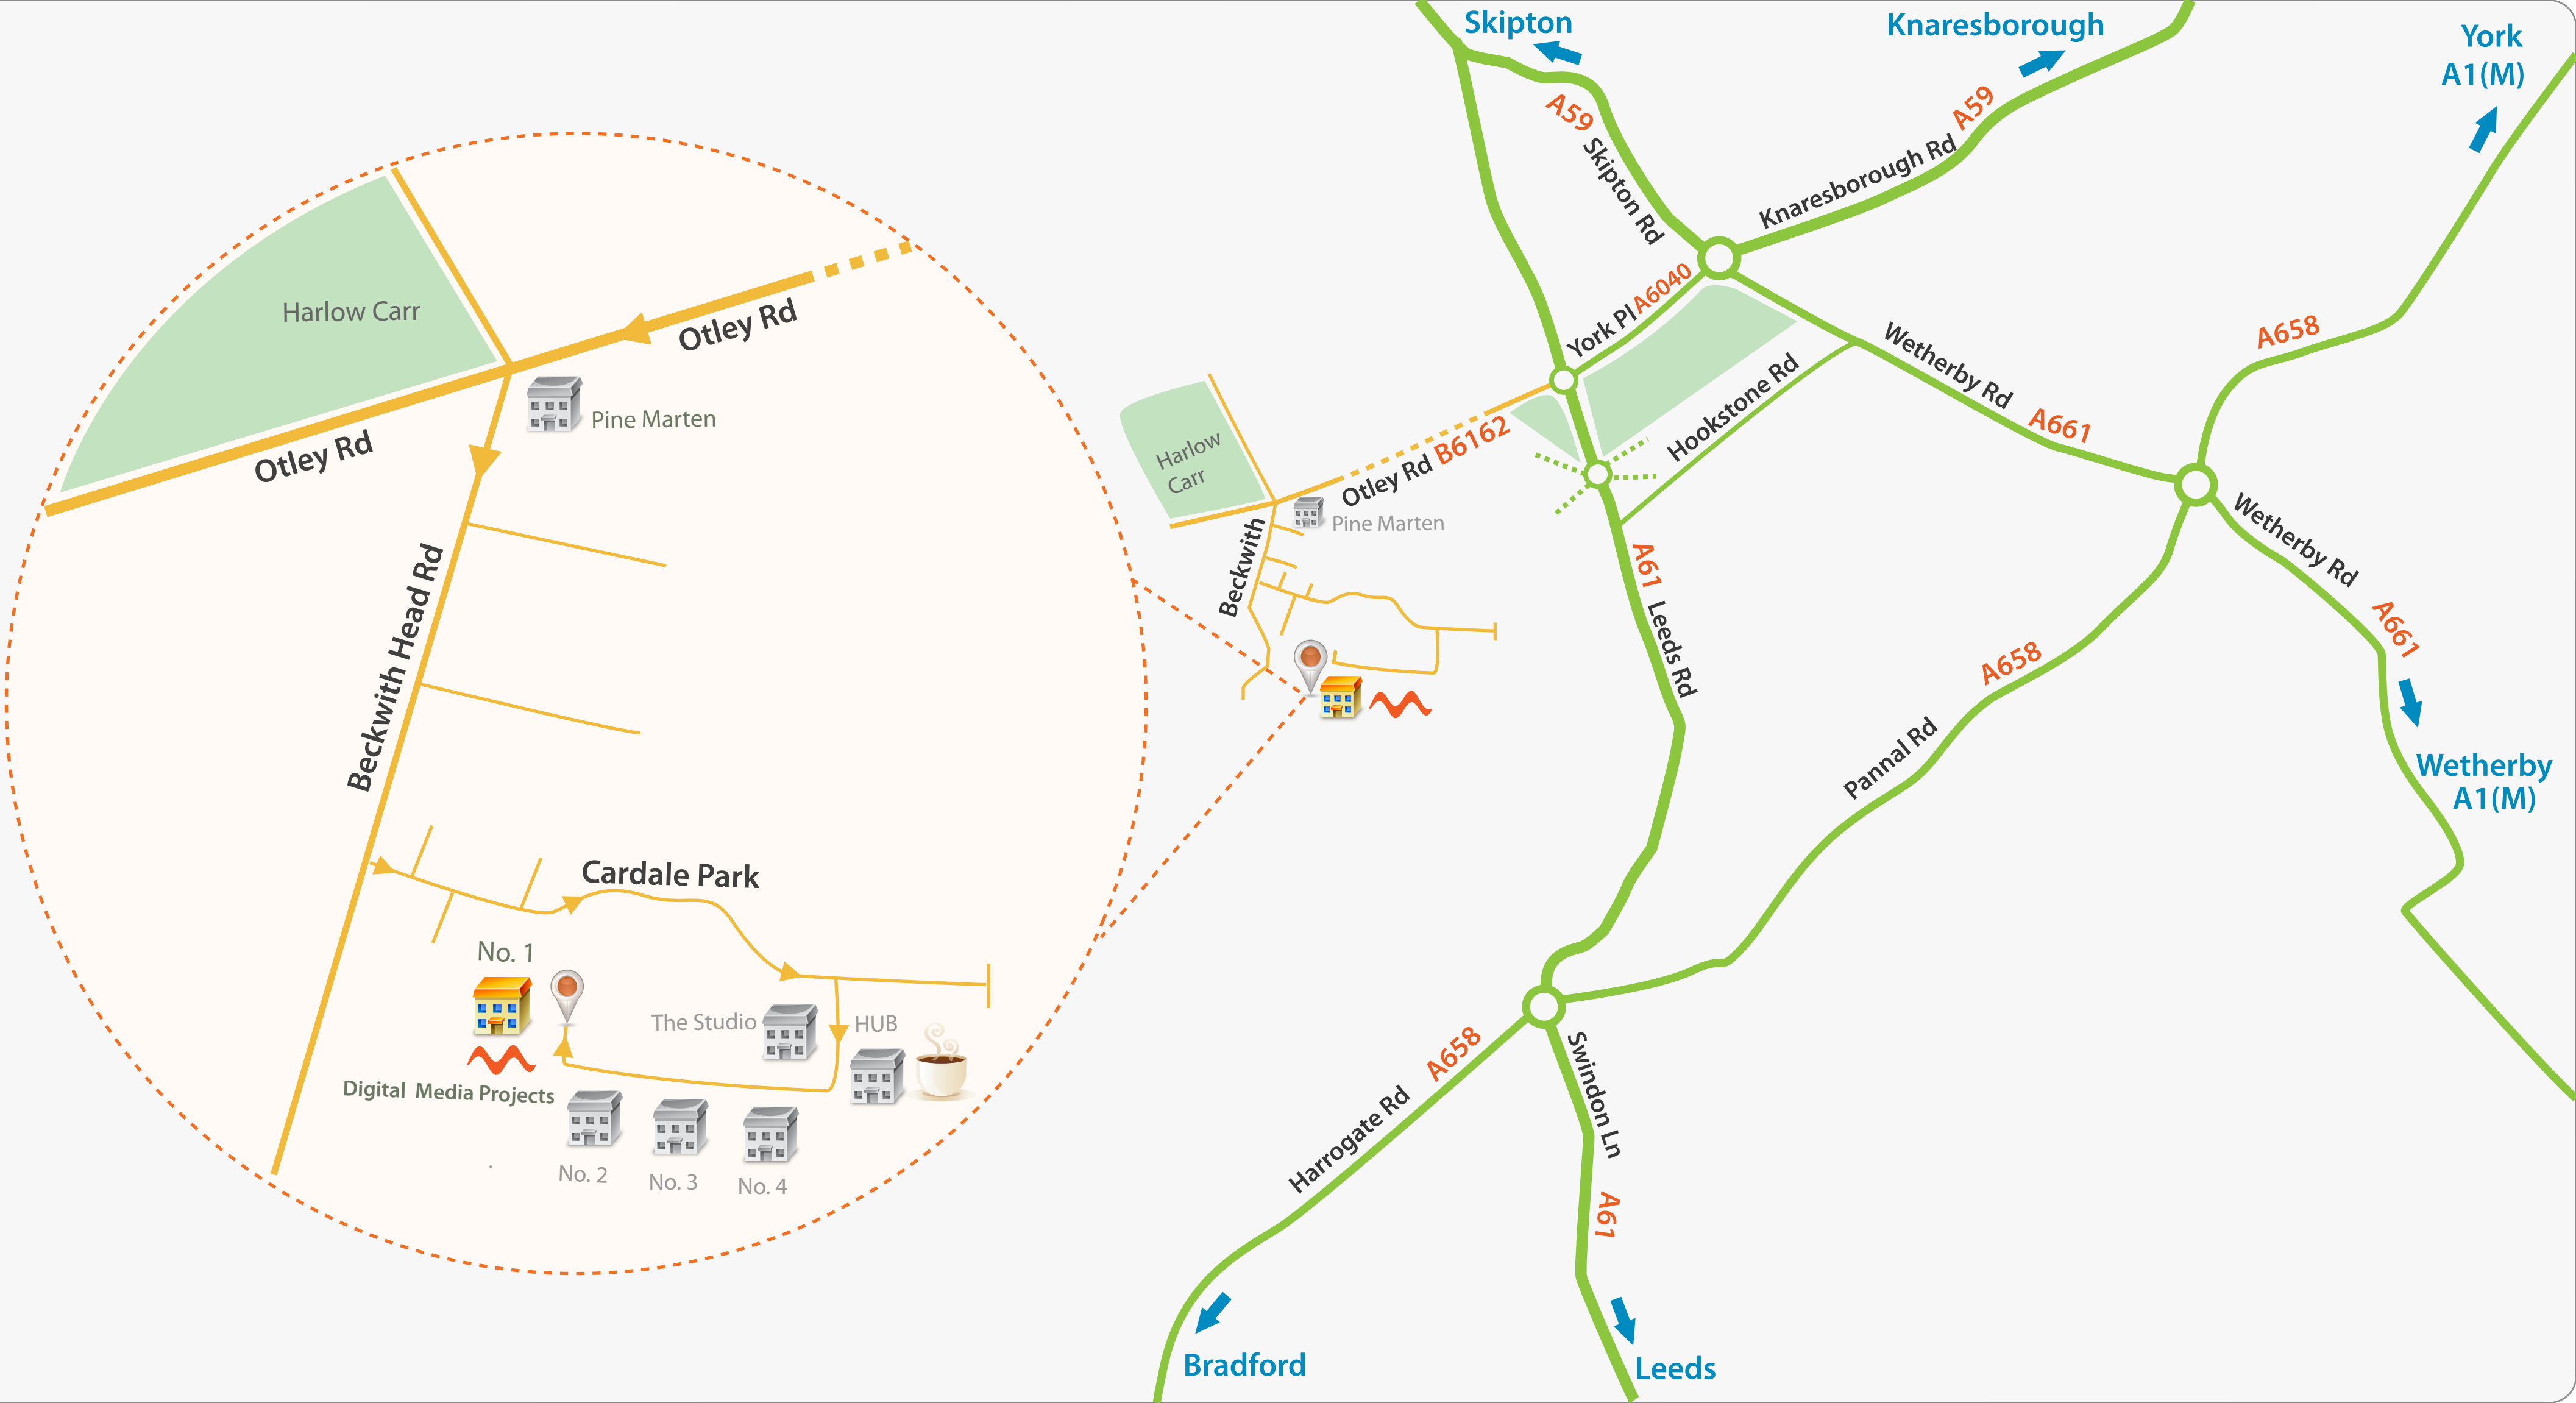 Harlow Carr
Otley Rd
Pine Marten
Otley Rd
Beckwith Head Rd
Cardale Park
No. 1
The Studio
HUB
Digital Media Projects
No. 2
No. 3
No. 4
Skipton
Knaresborough
York
A1(M)
A59
Skipton Rd
A59
Knaresborough Rd
York Pl
A6040
A658
Wetherby Rd
A661
Hookstone Rd
Harlow
Carr
Otley Rd
B6162
Pine Marten
Beckwith
A61
Leeds Rd
Wetherby Rd
A661
Wetherby
A1(M)
A658
Pannal Rd
A658
Harrogate Rd
Swindon Ln
A61
Bradford
Leeds